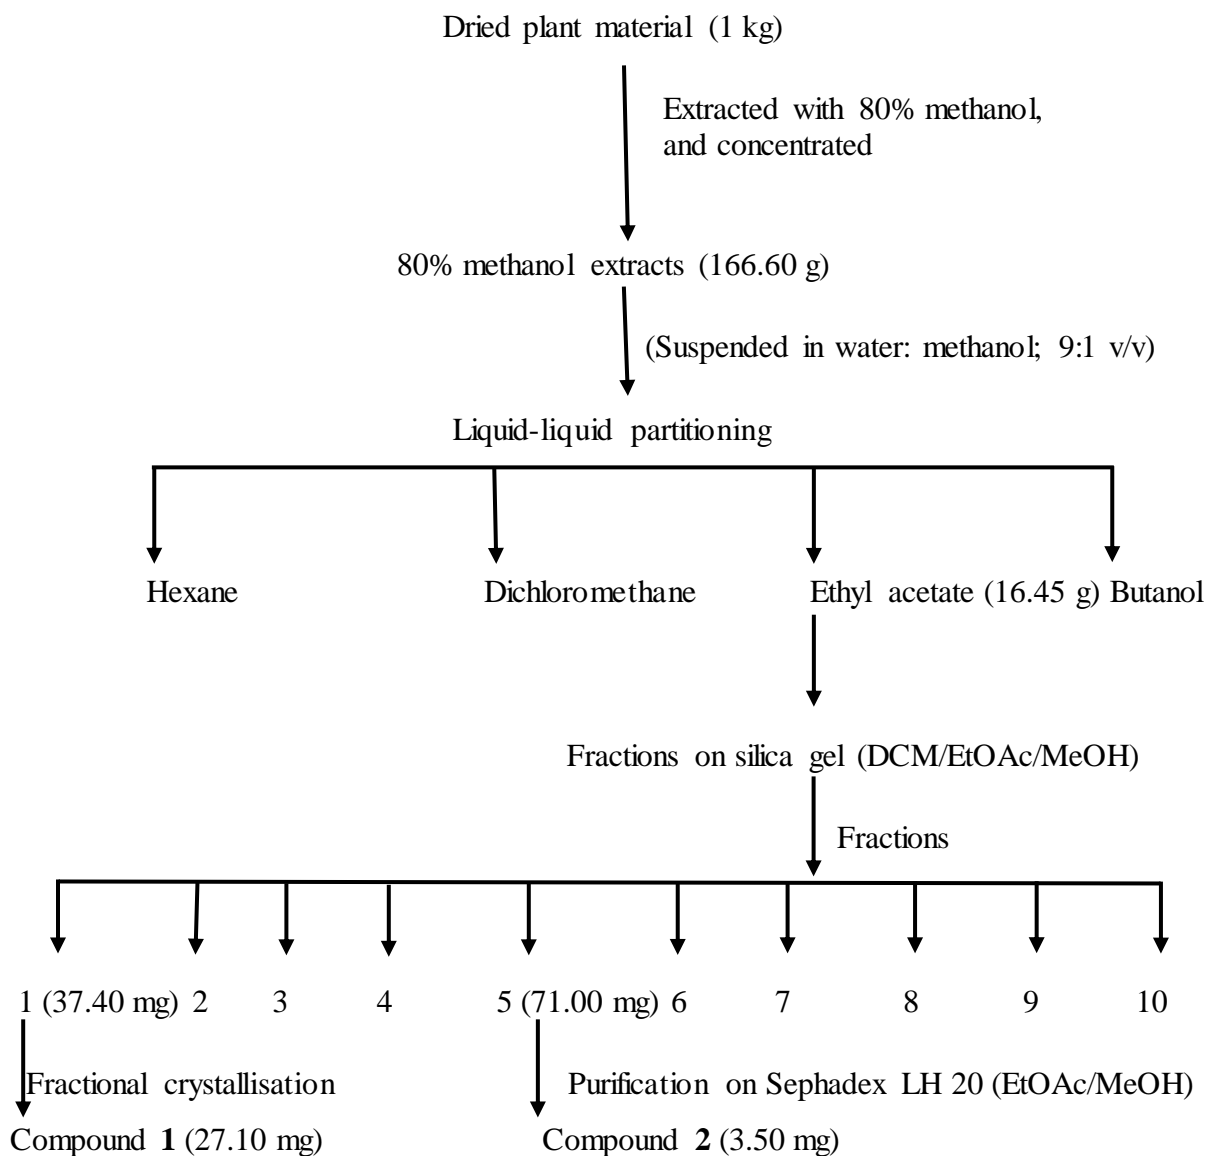 Dried plant material (1 kg)
Extracted with 80% methanol,
and concentrated
80% methanol extracts (166.60 g)
(Suspended in water: methanol; 9:1 v/v)
Liquid-liquid partitioning
Hexane Dichloromethane Ethyl acetate (16.45 g) Butanol
Fractions on silica gel (DCM/EtOAc/MeOH)
Fractions
1 (37.40 mg) 2 3 4 5 (71.00 mg) 6 7 8 9 10
Fractional crystallisation Purification on Sephadex LH 20 (EtOAc/MeOH)
Compound 1 (27.10 mg) Compound 2 (3.50 mg)